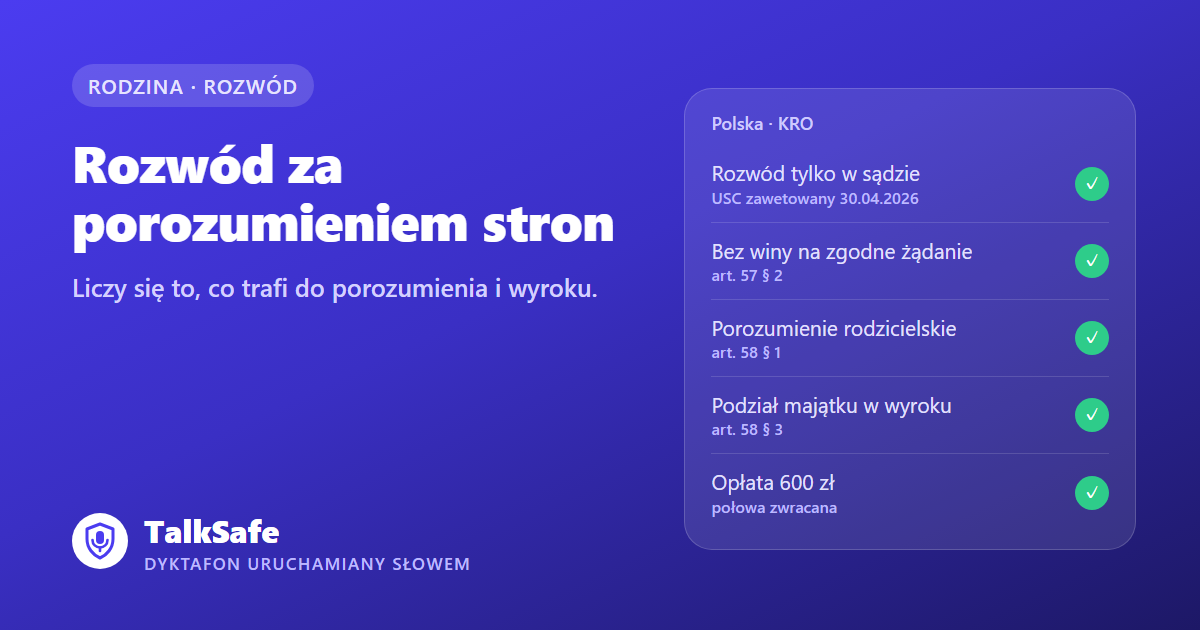 RODZINA · ROZWÓD
Rozwód za
porozumieniem stron
Liczy się to, co trafi do porozumienia i wyroku.
TalkSafe
DYKTAFON URUCHAMIANY SŁOWEM
Polska · KRO
Rozwód tylko w sądzie
USC zawetowany 30.04.2026
Bez winy na zgodne żądanie
art. 57 § 2
Porozumienie rodzicielskie
art. 58 § 1
Podział majątku w wyroku
art. 58 § 3
Opłata 600 zł
połowa zwracana